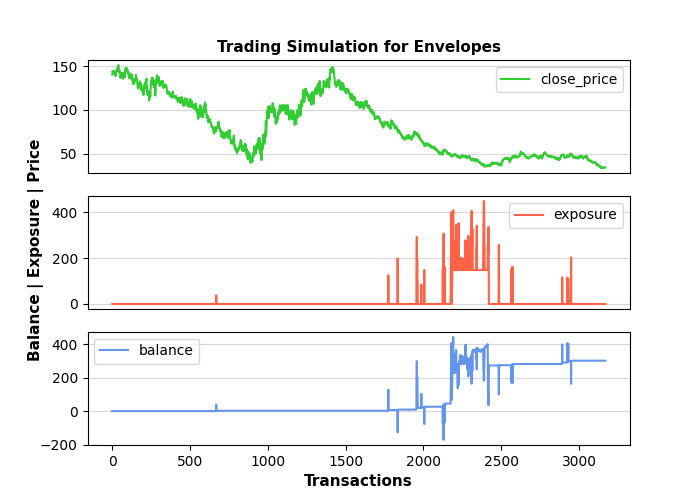 Trading Simulation for Envelopes
150
100
50
close_price
400
200
0
exposure
Balance | Exposure | Price
400
200
0
−200
balance
0 500 1000 1500 2000 2500 3000
Transactions